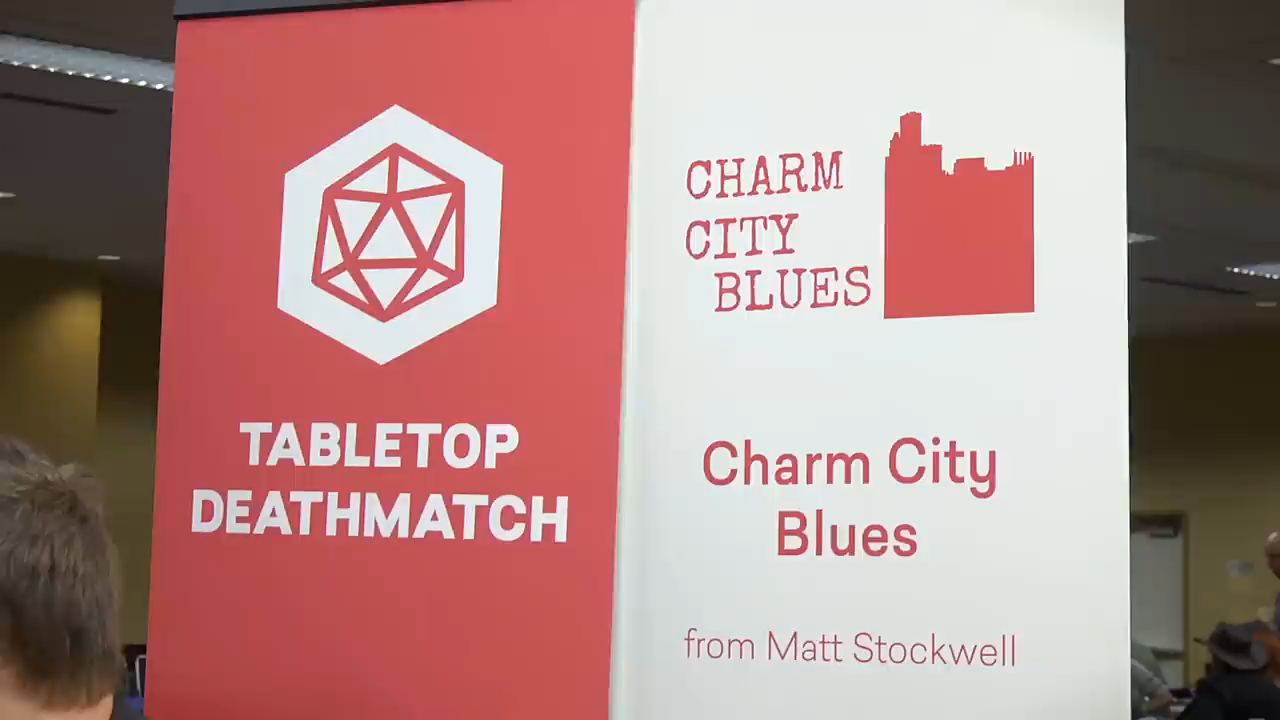 TABLETOP
DEATHMATCH
CHARM
CITY
BLUES
Charm City
Blues
from Matt Stockwell